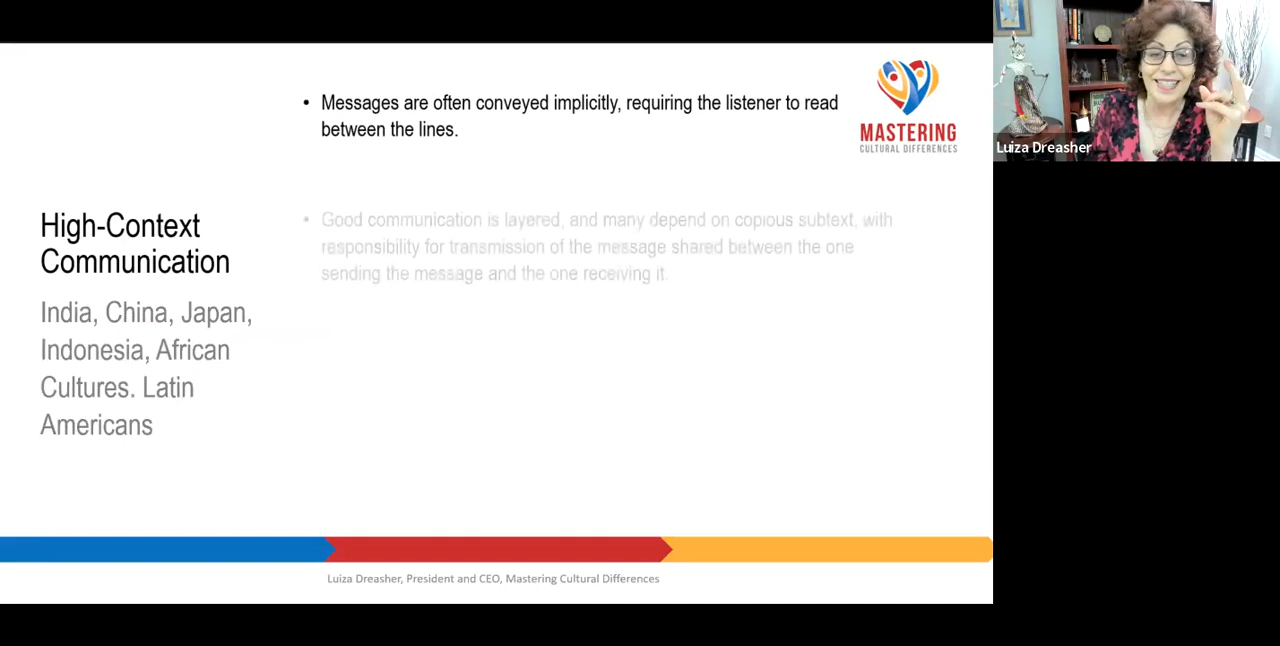 • Messages are often conveyed implicitly, requiring the listener to read
between the lines.
MASTERING
CULTURAL DIFFERENCES
Luiza Dreasher
High-Context
Communication
India, China, Japan,
Indonesia, African
Cultures. Latin
Americans
• Good communication is layered, and many depend on copious subtext, with
responsibility for transmission of the message shared between the one
sending the message and the one receiving it.
Luiza Dreasher, President and CEO, Mastering Cultural Differences